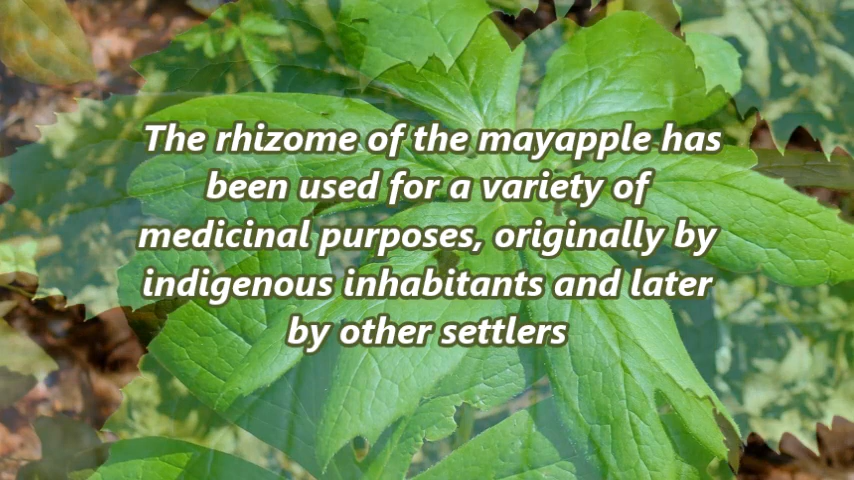 The rhizome of the mayapple has
been used for a variety of
medicinal purposes, originally by
indigenous inhabitants and later
by other settlers